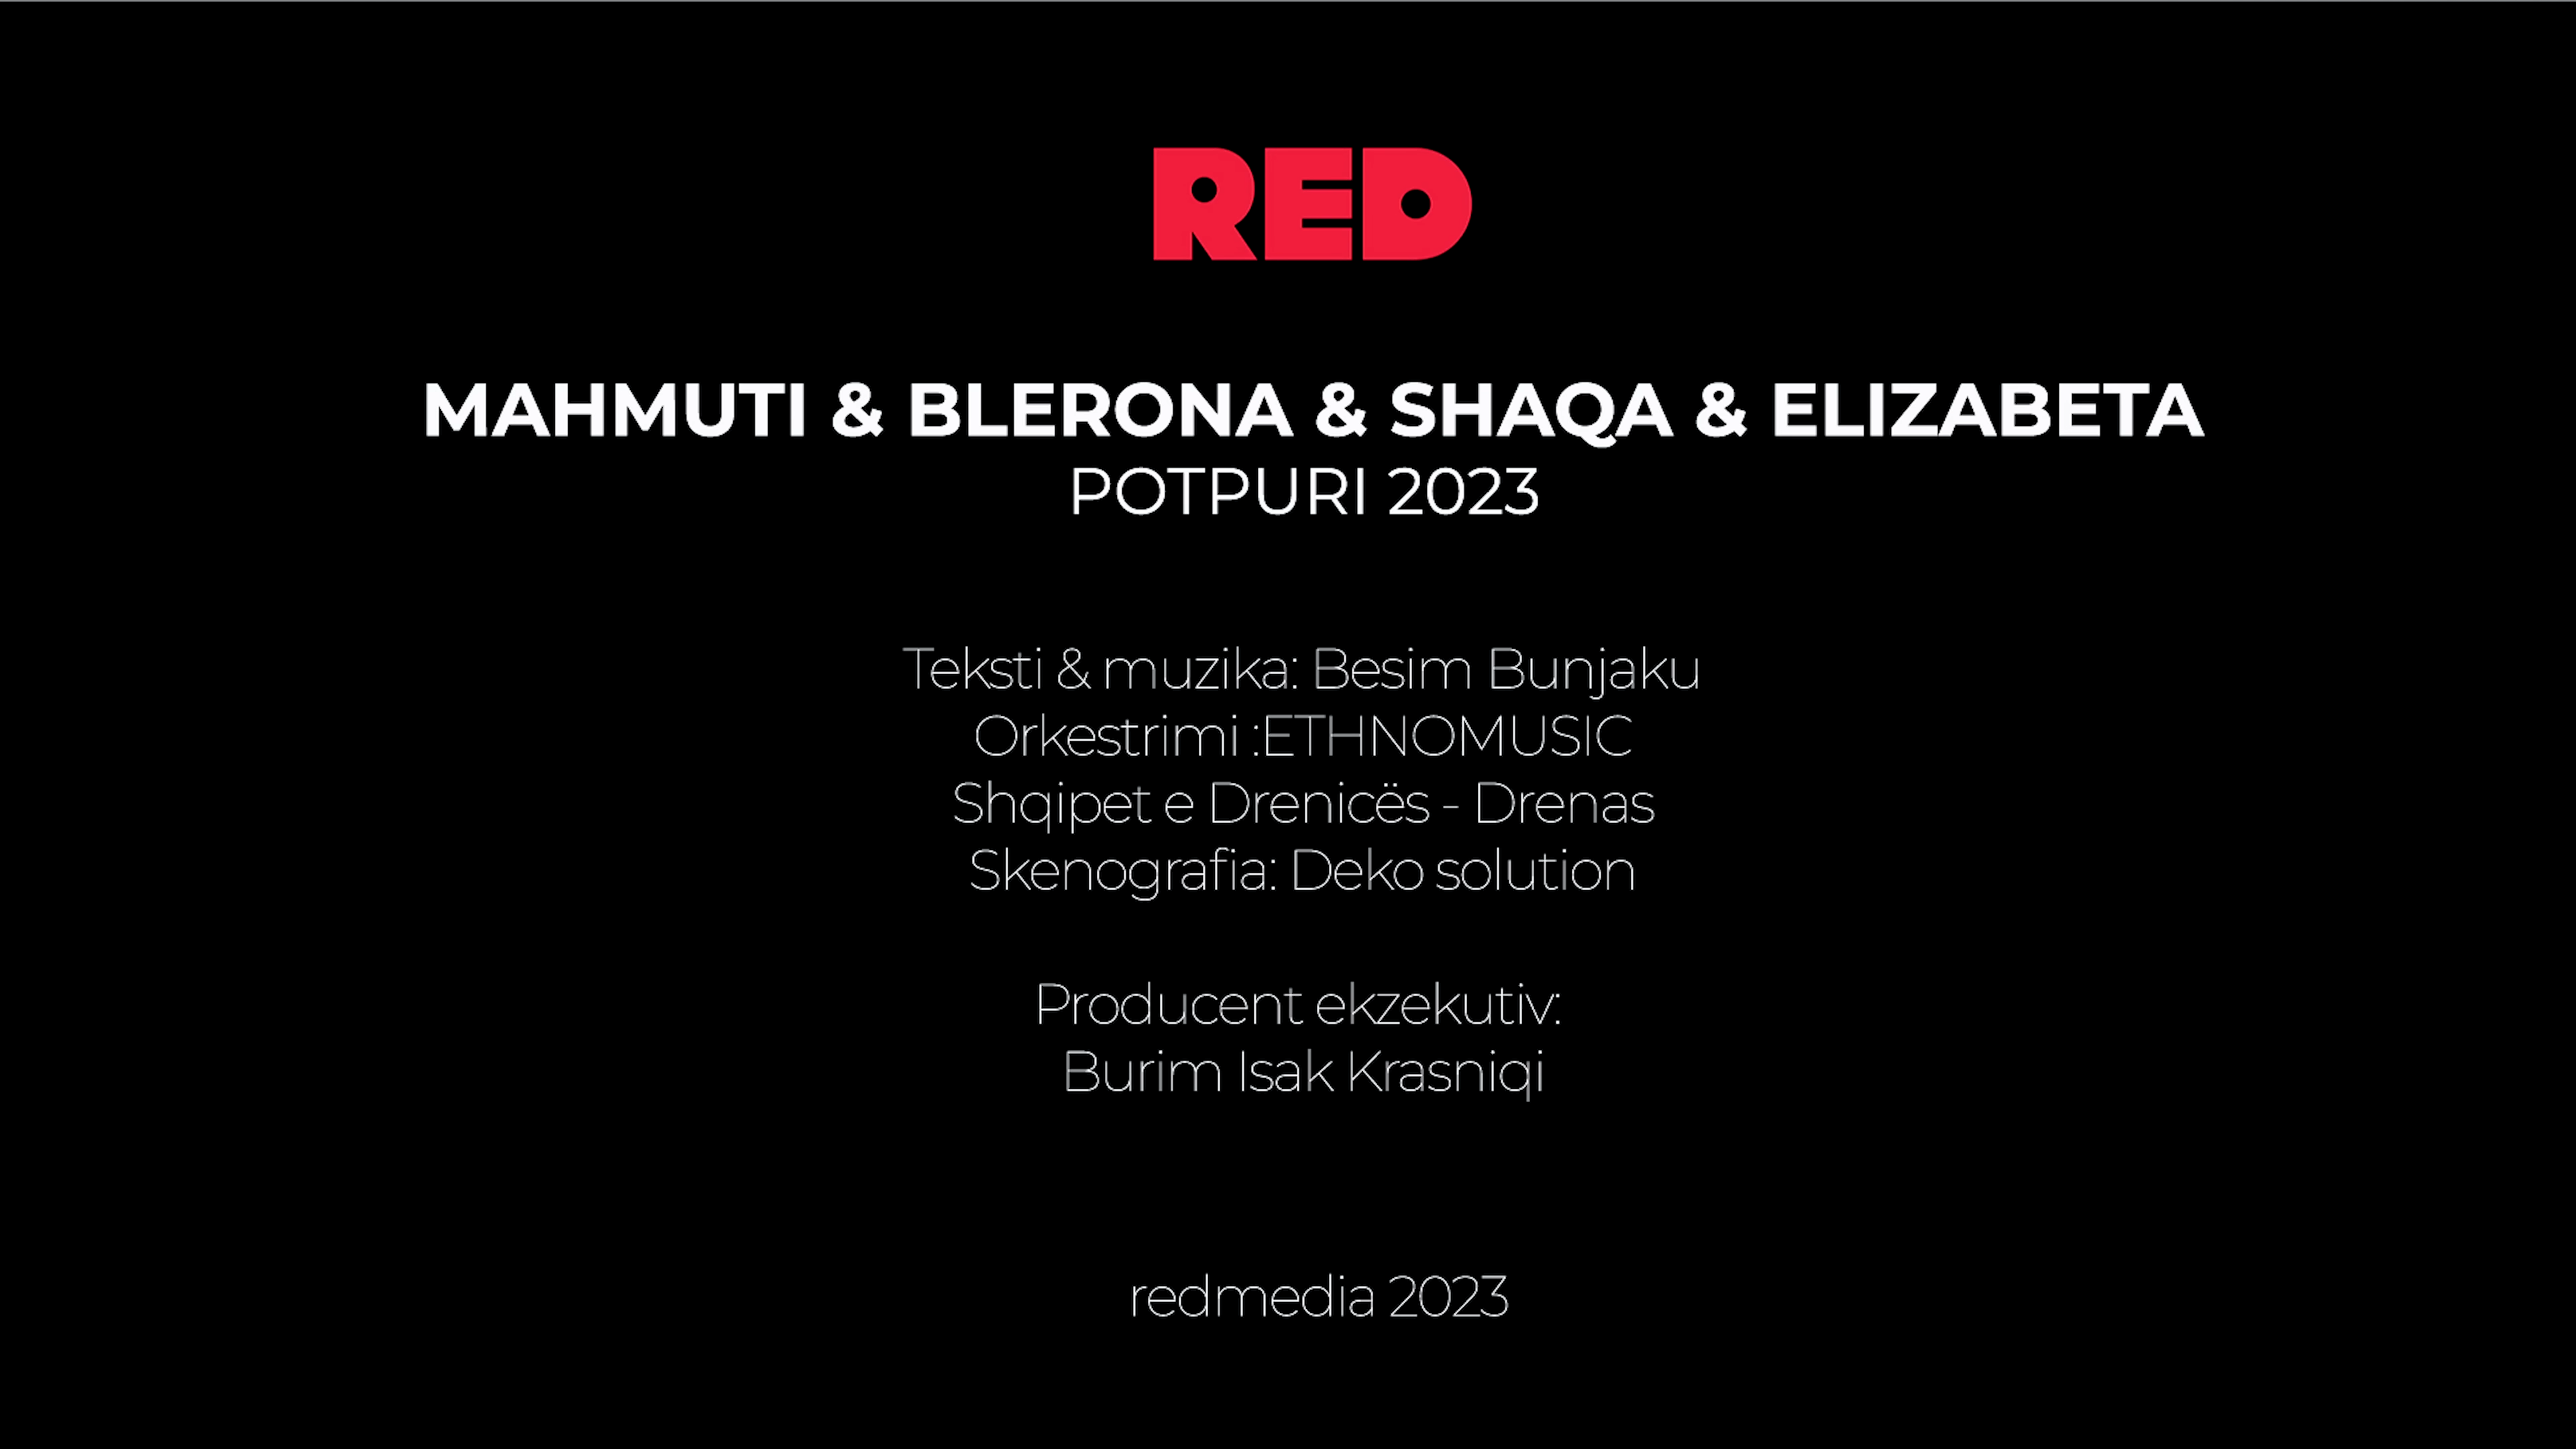 RED
MAHMUTI & BLERONA & SHAQA & ELIZABETA
POTPURI 2023
Teksti & muzika: Besim Bunjaku
Orkestrimi :ETHNOMUSIC
Shqipet e Drenicës - Drenas
Skenografia: Deko solution
Producent ekzekutiv:
Burim Isak Krasniqi
redmedia 2023